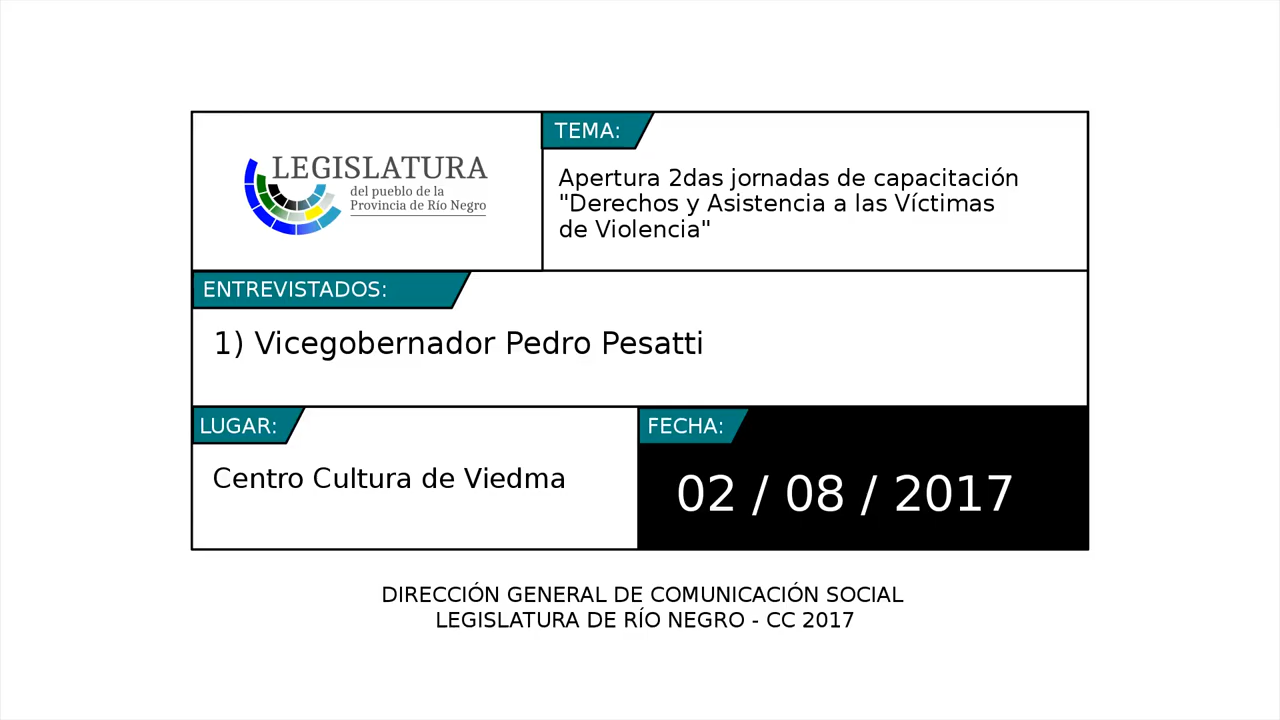 LEGISLATURA
del pueblo de la
Provincia de Río Negro
TEMA:
Apertura 2das jornadas de capacitación
"Derechos y Asistencia a las Víctimas
de Violencia"
ENTREVISTADOS:
1) Vicegobernador Pedro Pesatti
LUGAR:
Centro Cultura de Viedma
FECHA:
02 / 08 / 2017
DIRECCIÓN GENERAL DE COMUNICACIÓN SOCIAL
LEGISLATURA DE RÍO NEGRO - CC 2017